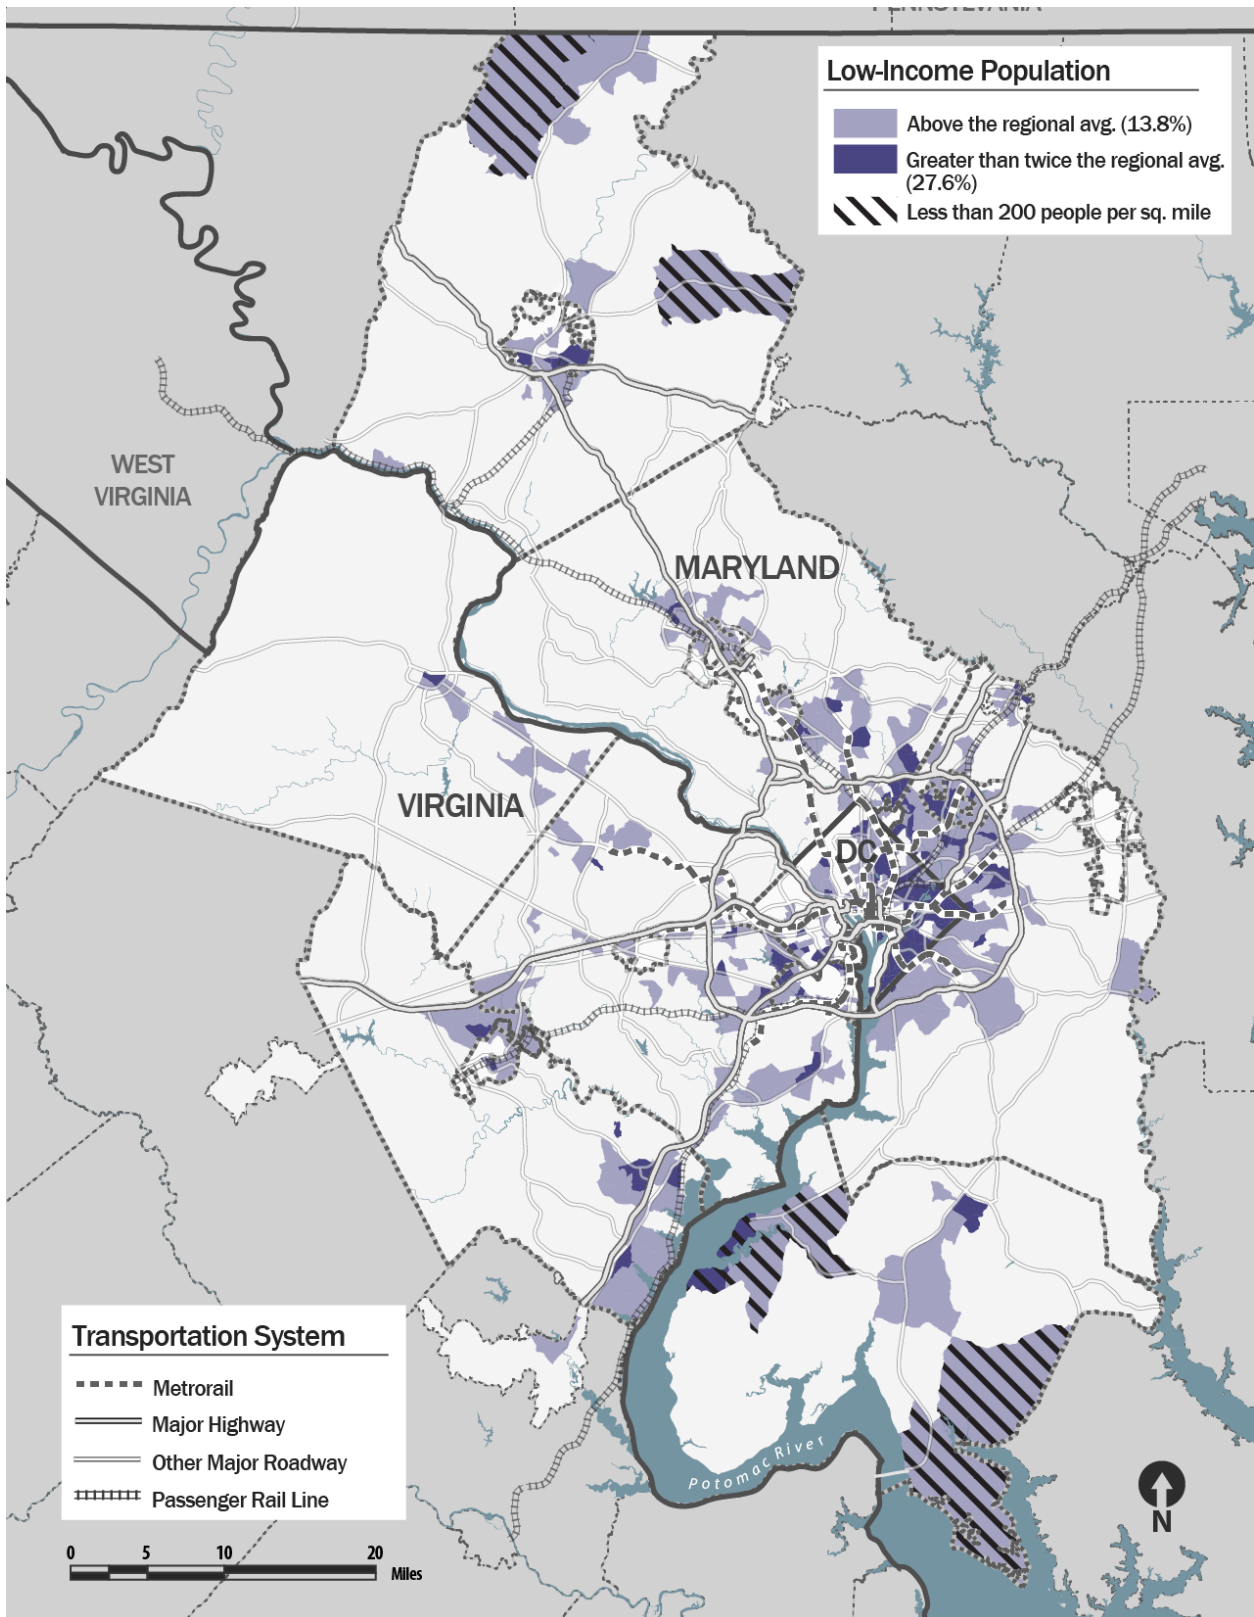 PENNSYLVANIA
Low-Income Population
Above the regional avg. (13.8%)
Greater than twice the regional avg.
(27.6%)
Less than 200 people per sq. mile
WEST
VIRGINIA
MARYLAND
VIRGINIA
DC
Potomac River
Transportation System
Metrorail
Major Highway
Other Major Roadway
Passenger Rail Line
0 5 10 20
Miles
N